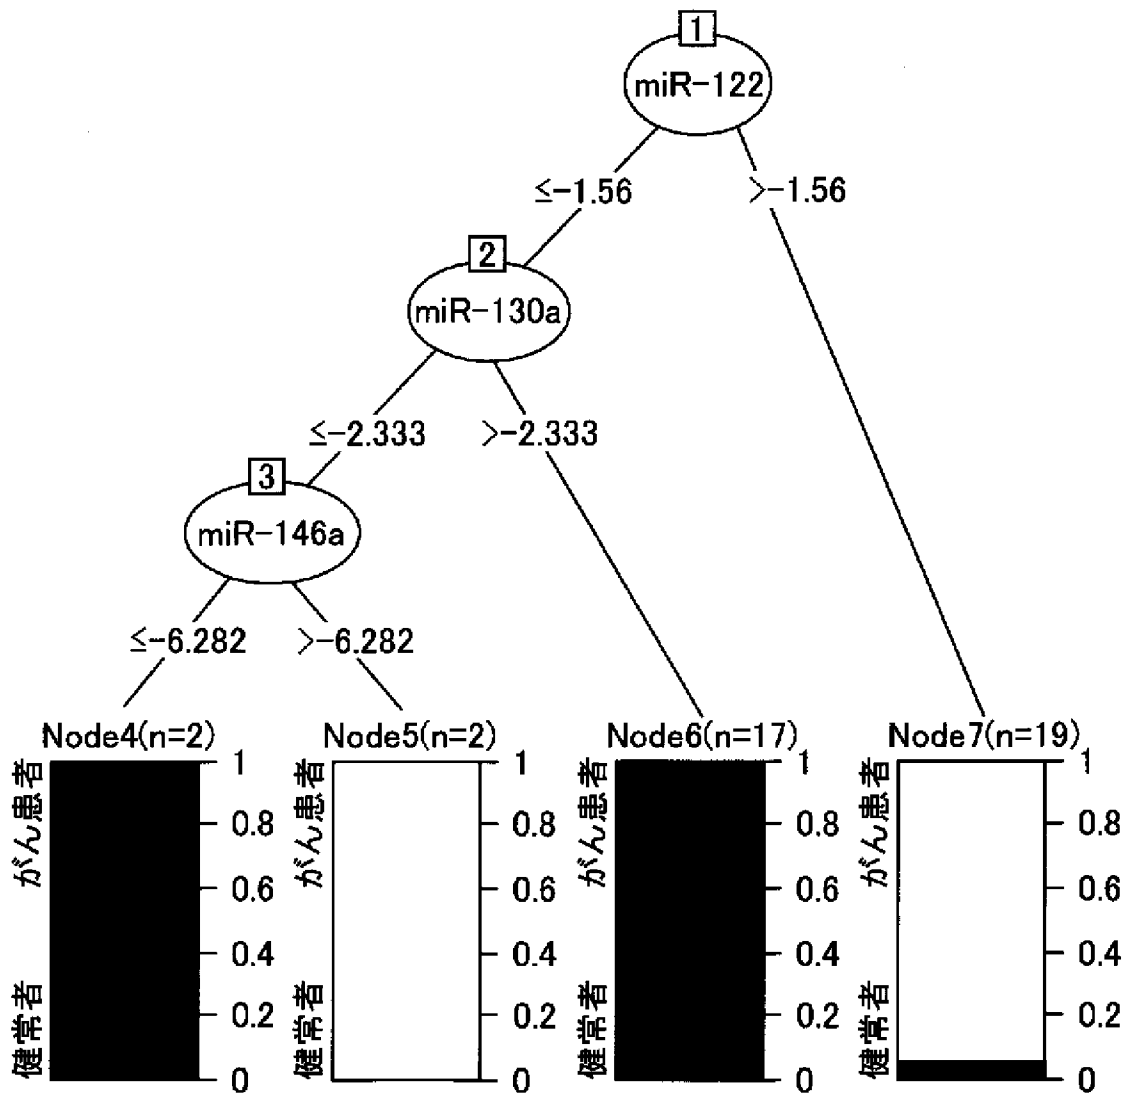 1
miR-122
≤-1.56
>-1.56
2
miR-130a
≤-2.333
>-2.333
3
miR-146a
≤-6.282
>-6.282
Node4(n=2)
がん患者
健常者
1
0.8
0.6
0.4
0.2
0
Node5(n=2)
がん患者
健常者
1
0.8
0.6
0.4
0.2
0
Node6(n=17)
がん患者
健常者
1
0.8
0.6
0.4
0.2
0
Node7(n=19)
がん患者
健常者
1
0.8
0.6
0.4
0.2
0